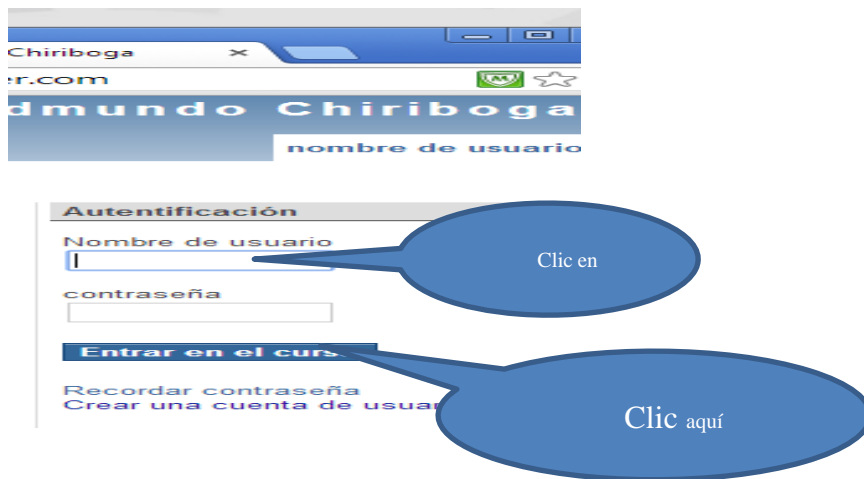 Chiriboga
r.com
dmundo Chiriboga
nombre de usuario
Autentificación
Nombre de usuario
Clic en
contraseña
Entrar en el curs
Recordar contraseña
Crear una cuenta de usuar
Clic aquí